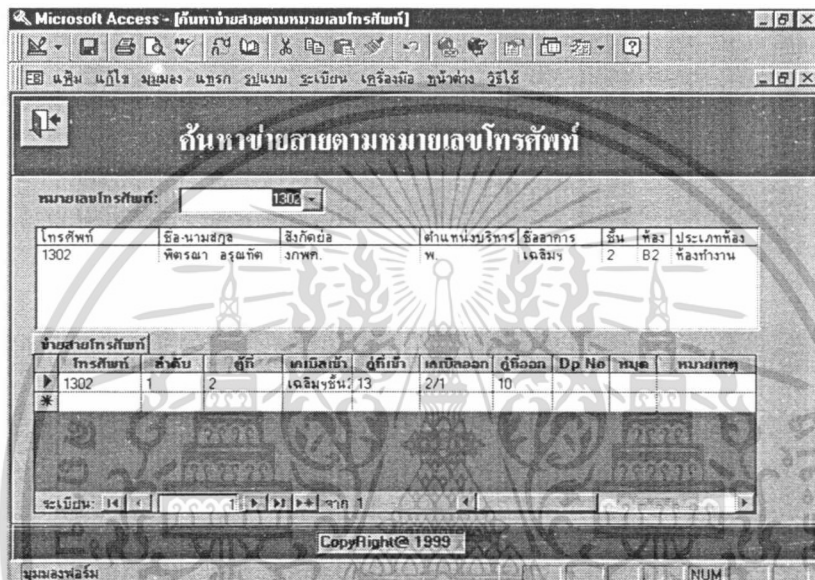 Microsoft Access - [ค้นหาข่ายสายตามหมายเลขโทรศัพท์]
แฟ้ม แก้ไข มุมมอง แทรก รูปแบบ ระเบียน เครื่องมือ หน้าต่าง วิธีใช้
ค้นหาข่ายสายตามหมายเลขโทรศัพท์
หมายเลขโทรศัพท์: 1302
โทรศัพท์ ชื่อ-นามสกุล สังกัดย่อ ตำแหน่งบริหาร ชื่ออาคาร ชั้น ห้อง ประเภทห้อง
1302 พิตรณา อรุณทัต งกพท. พ. เฉลิมฯ 2 B2 ห้องทำงาน
ข่ายสายโทรศัพท์
โทรศัพท์ ลำดับ ตู้ที่ เคเบิลเข้า คู่ที่เข้า เคเบิลออก คู่ที่ออก Dp No หมุด หมายเหตุ
1302 1 2 เฉลิมฯชั้น2 13 2/1 10
ระเบียน: 1 จาก 1
CopyRight@ 1999
มุมมองฟอร์ม NUM